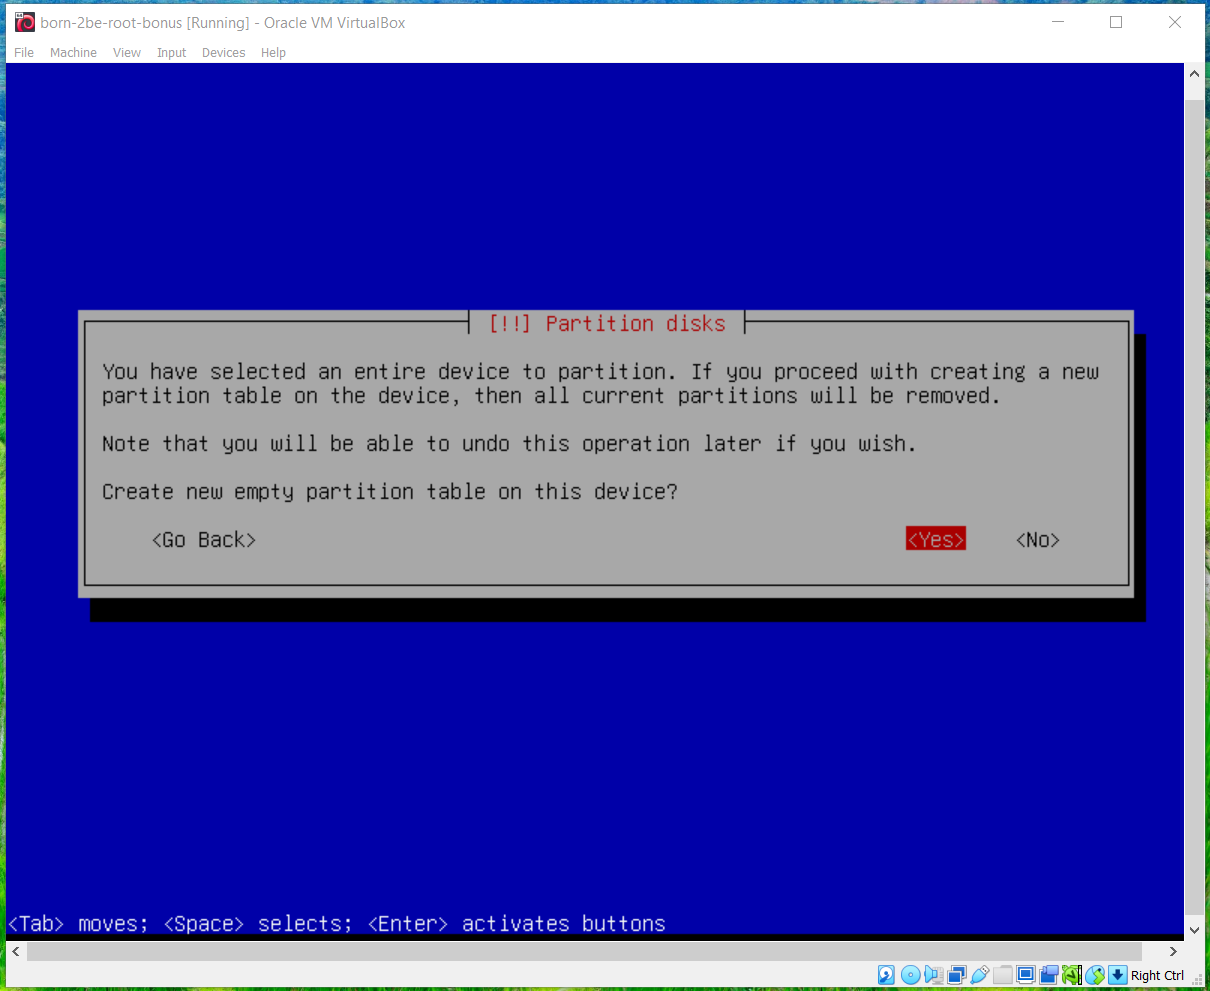 born-2be-root-bonus [Running] - Oracle VM VirtualBox
File Machine View Input Devices Help
[!!] Partition disks
You have selected an entire device to partition. If you proceed with creating a new
partition table on the device, then all current partitions will be removed.
Note that you will be able to undo this operation later if you wish.
Create new empty partition table on this device?
<Go Back> <Yes> <No>
<Tab> moves; <Space> selects; <Enter> activates buttons
Right Ctrl